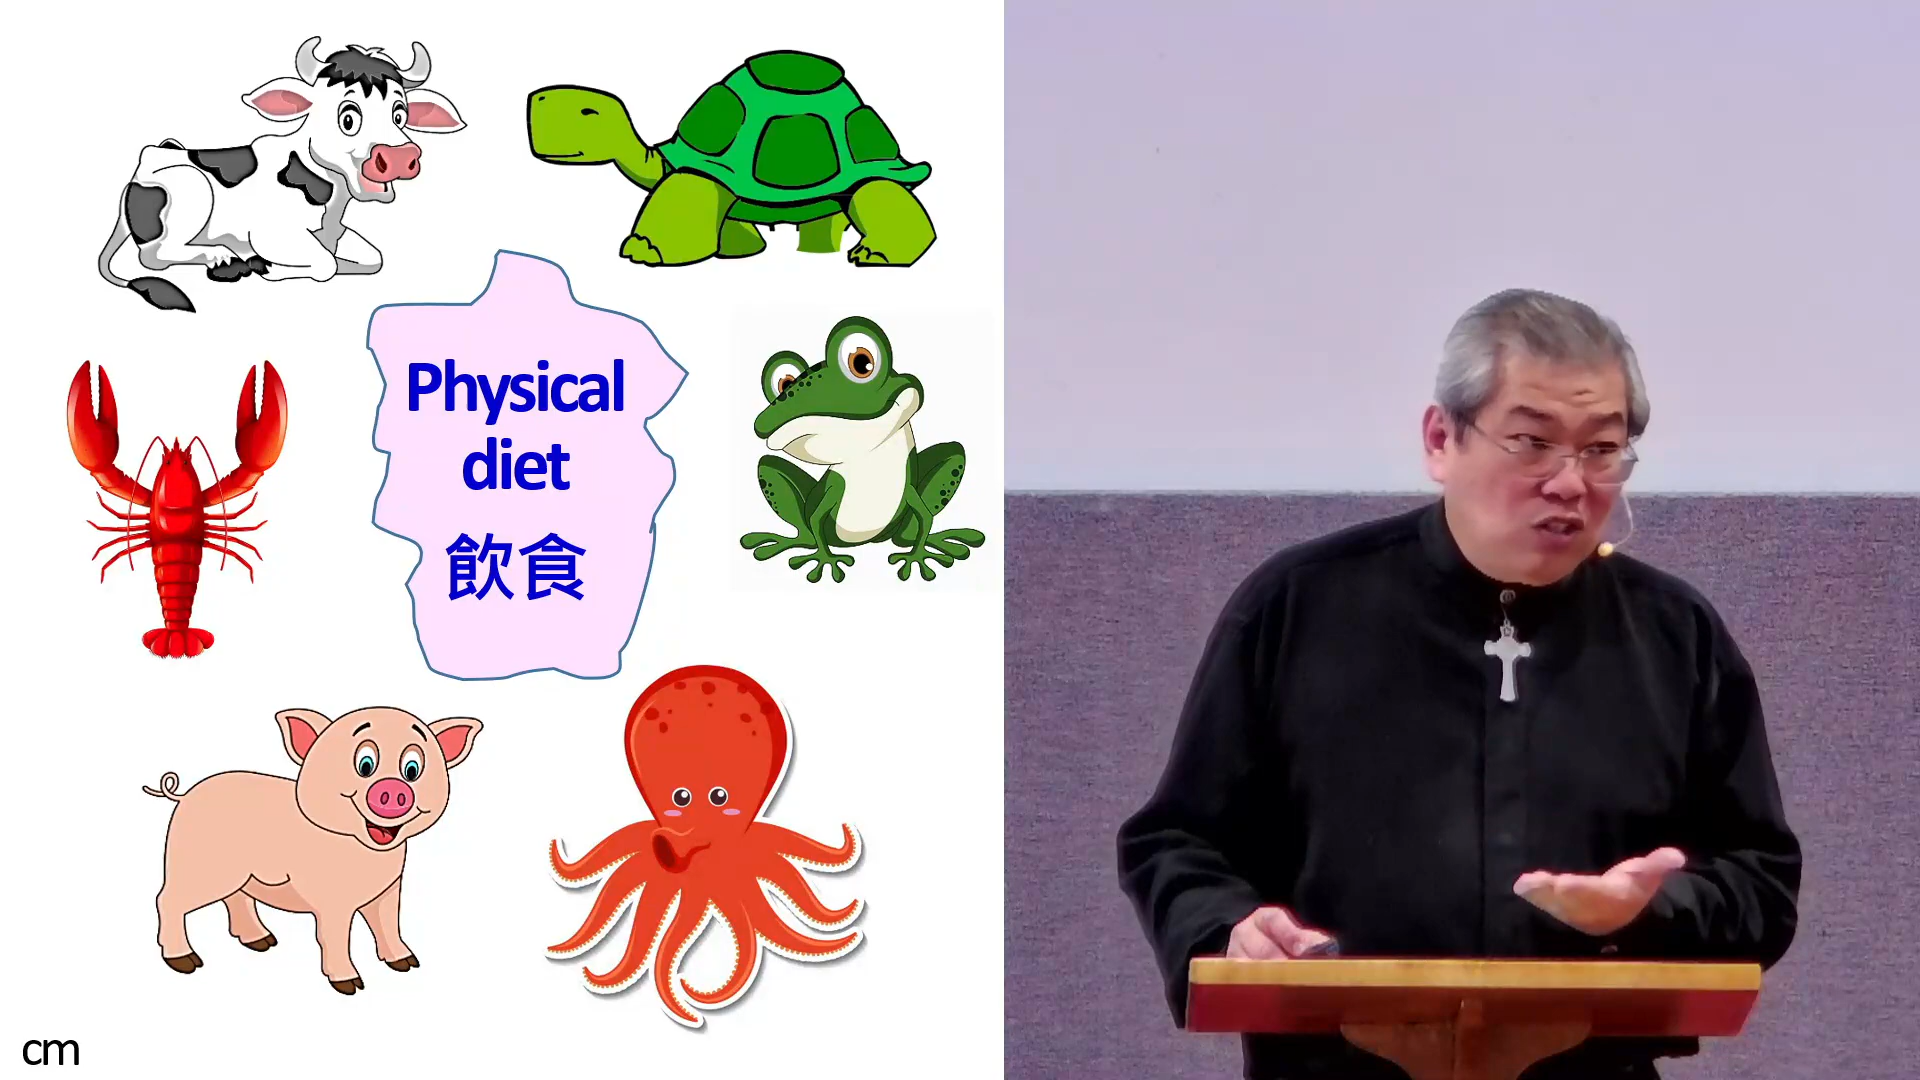 Physical
diet
飲食
cm